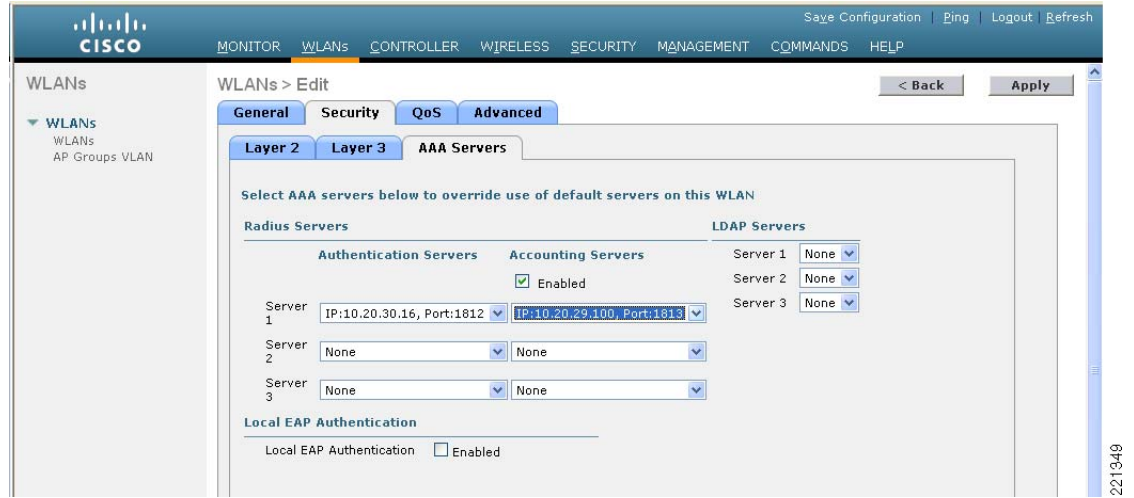 Save Configuration | Ping | Logout | Refresh
CISCO
MONITOR WLANs CONTROLLER WIRELESS SECURITY MANAGEMENT COMMANDS HELP
WLANs
WLANs > Edit
< Back
Apply
WLANs
WLANs
AP Groups VLAN
General Security QoS Advanced
Layer 2 Layer 3 AAA Servers
Select AAA servers below to override use of default servers on this WLAN
Radius Servers
LDAP Servers
Authentication Servers Accounting Servers
Enabled
Server 1 None
Server 2 None
Server 3 None
Server 1 IP:10.20.30.16, Port:1812 IP:10.20.29.100, Port:1813
Server 2 None None
Server 3 None None
Local EAP Authentication
Local EAP Authentication Enabled
221349